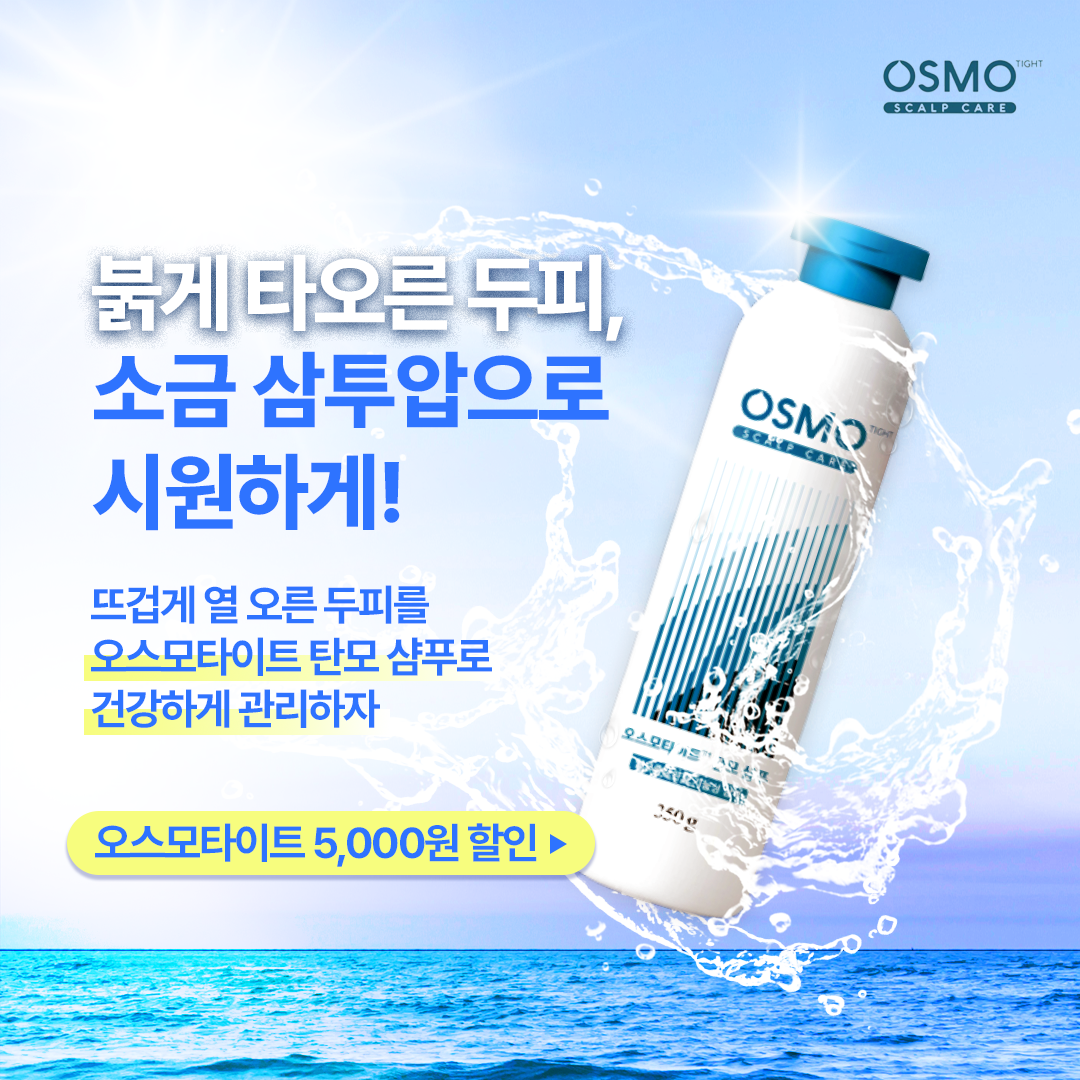 OSMO TIGHT
SCALP CARE
붉게 타오른 두피,
소금 삼투압으로
시원하게!
뜨겁게 열 오른 두피를
오스모타이트 탄모 샴푸로
건강하게 관리하자
오스모타이트 5,000원 할인 ▶
OSMO TIGHT
SCALP CARE
350g